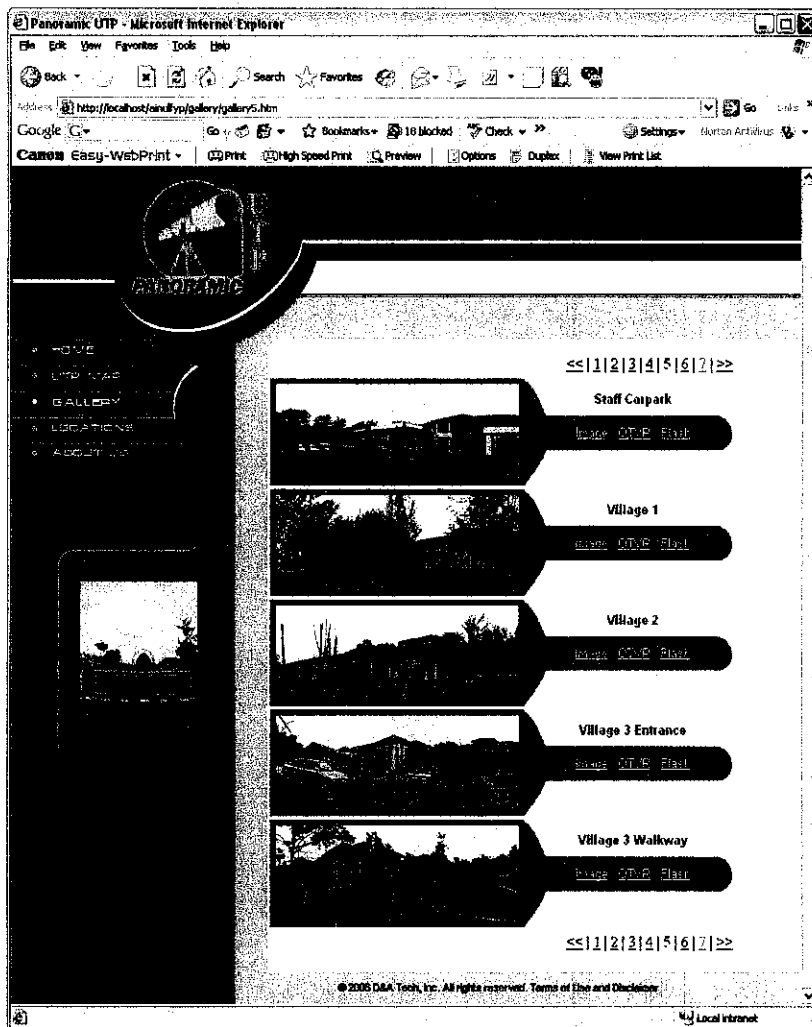 Panoramic UTP - Microsoft Internet Explorer
File Edit View Favorites Tools Help
Back Search Favorites
Address http://localhost/ainulfyp/gallery/gallery5.htm Go Links »
Google G Go Bookmarks 16 blocked Check » Settings Norton AntiVirus
Canon Easy-WebPrint Print High Speed Print Preview Options Duplex View Print List
PANORAMIC
HOME
UTP MAP
GALLERY
LOCATIONS
ABOUT US
<<|1|2|3|4|5|6|7|>>
Staff Carpark
Image QTVR Flash
Village 1
Image QTVR Flash
Village 2
Image QTVR Flash
Village 3 Entrance
Image QTVR Flash
Village 3 Walkway
Image QTVR Flash
<<|1|2|3|4|5|6|7|>>
D&A Tech, Inc. All rights reserved. Terms of Use and Disclaimer
Local intranet